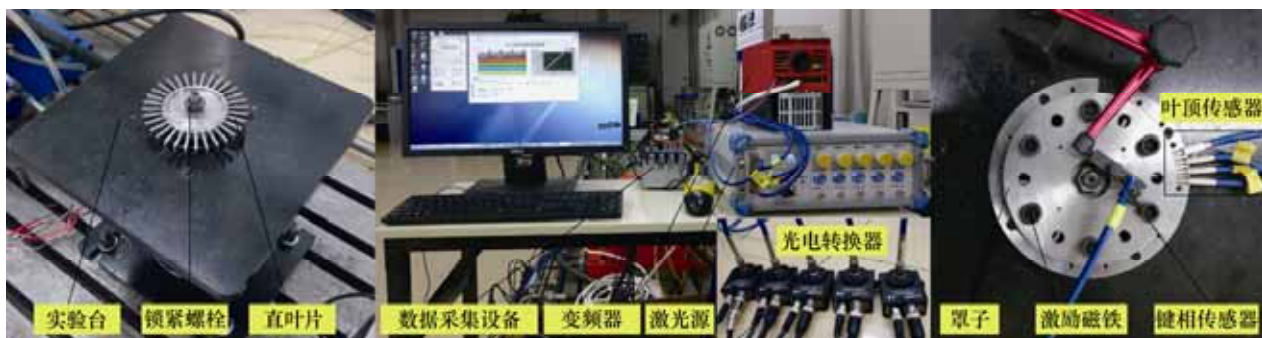 实验台
锁紧螺栓
直叶片
数据采集设备
变频器
激光源
光电转换器
叶顶传感器
罩子
激励磁铁
键相传感器